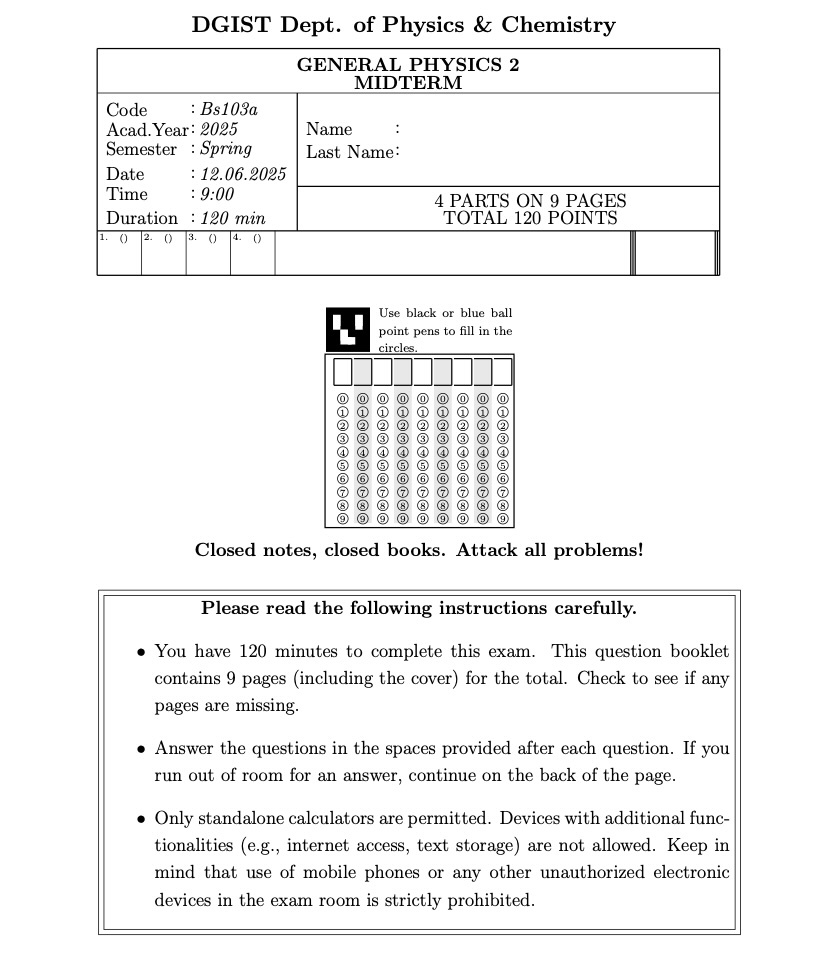 DGIST Dept. of Physics & Chemistry
GENERAL PHYSICS 2
MIDTERM
Code : Bs103a
Acad.Year: 2025
Semester : Spring
Date : 12.06.2025
Time : 9:00
Duration : 120 min
Name :
Last Name:
4 PARTS ON 9 PAGES
TOTAL 120 POINTS
1. () 2. () 3. () 4. ()
Use black or blue ball
point pens to fill in the
circles.
0 0 0 0 0 0 0 0 0
1 1 1 1 1 1 1 1 1
2 2 2 2 2 2 2 2 2
3 3 3 3 3 3 3 3 3
4 4 4 4 4 4 4 4 4
5 5 5 5 5 5 5 5 5
6 6 6 6 6 6 6 6 6
7 7 7 7 7 7 7 7 7
8 8 8 8 8 8 8 8 8
9 9 9 9 9 9 9 9 9
Closed notes, closed books. Attack all problems!
Please read the following instructions carefully.
• You have 120 minutes to complete this exam. This question booklet
contains 9 pages (including the cover) for the total. Check to see if any
pages are missing.
• Answer the questions in the spaces provided after each question. If you
run out of room for an answer, continue on the back of the page.
• Only standalone calculators are permitted. Devices with additional func-
tionalities (e.g., internet access, text storage) are not allowed. Keep in
mind that use of mobile phones or any other unauthorized electronic
devices in the exam room is strictly prohibited.